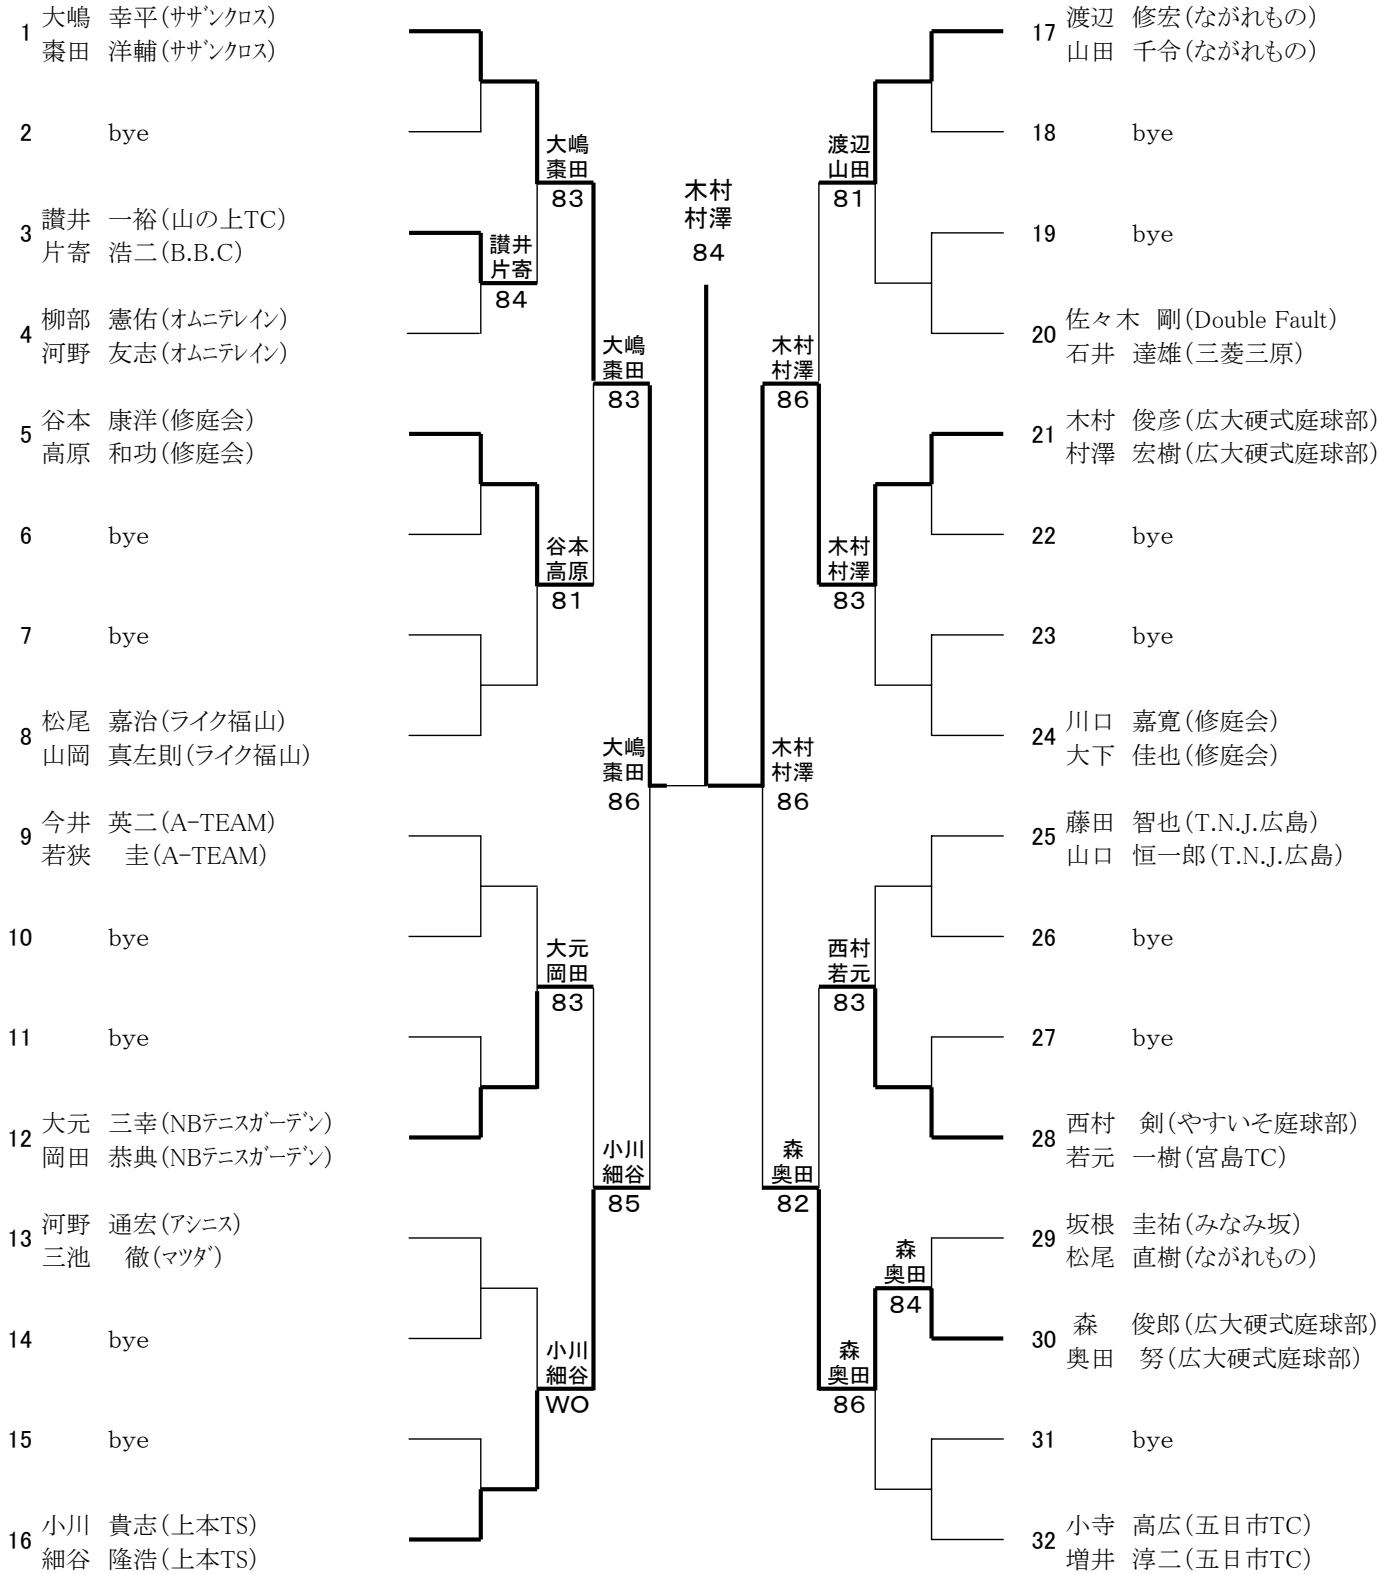 1
大嶋 幸平(ｻｻﾞﾝｸﾛｽ)
棗田 洋輔(ｻｻﾞﾝｸﾛｽ)
2 bye
3
讃井 一裕(山の上TC)
片寄 浩二(B.B.C)
4
柳部 憲佑(ｵﾑﾆﾃﾚｲﾝ)
河野 友志(ｵﾑﾆﾃﾚｲﾝ)
5
谷本 康洋(修庭会)
高原 和功(修庭会)
6 bye
7 bye
8
松尾 嘉治(ライク福山)
山岡 真左則(ライク福山)
9
今井 英二(A-TEAM)
若狭 圭(A-TEAM)
10 bye
11 bye
12
大元 三幸(NBﾃﾆｽｶﾞｰﾃﾞﾝ)
岡田 恭典(NBﾃﾆｽｶﾞｰﾃﾞﾝ)
13
河野 通宏(ｱｼﾆｽ)
三池 徹(ﾏﾂﾀﾞ)
14 bye
15 bye
16
小川 貴志(上本TS)
細谷 隆浩(上本TS)
讃井
片寄
84
大嶋
棗田
83
谷本
高原
81
大元
岡田
83
小川
細谷
WO
大嶋
棗田
83
小川
細谷
85
大嶋
棗田
86
木村
村澤
84
木村
村澤
86
木村
村澤
86
森
奥田
82
渡辺
山田
81
木村
村澤
83
西村
若元
83
森
奥田
86
森
奥田
84
17
渡辺 修宏(ながれもの)
山田 千令(ながれもの)
18 bye
19 bye
20
佐々木 剛(Double Fault)
石井 達雄(三菱三原)
21
木村 俊彦(広大硬式庭球部)
村澤 宏樹(広大硬式庭球部)
22 bye
23 bye
24
川口 嘉寛(修庭会)
大下 佳也(修庭会)
25
藤田 智也(T.N.J.広島)
山口 恒一郎(T.N.J.広島)
26 bye
27 bye
28
西村 剣(やすいそ庭球部)
若元 一樹(宮島TC)
29
坂根 圭祐(みなみ坂)
松尾 直樹(ながれもの)
30
森 俊郎(広大硬式庭球部)
奥田 努(広大硬式庭球部)
31 bye
32
小寺 高広(五日市TC)
増井 淳二(五日市TC)